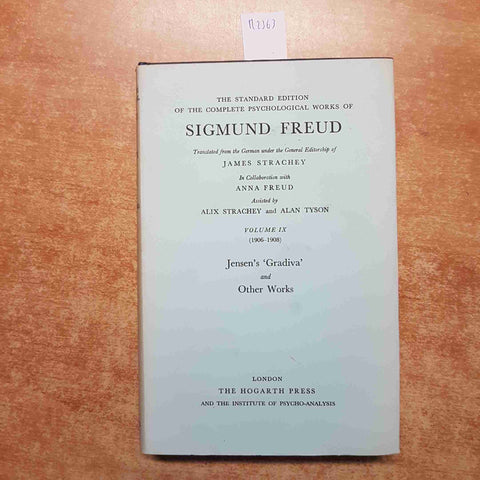 M2363
THE STANDARD EDITION
OF THE COMPLETE PSYCHOLOGICAL WORKS OF
SIGMUND FREUD
Translated from the German under the General Editorship of
JAMES STRACHEY
In Collaboration with
ANNA FREUD
Assisted by
ALIX STRACHEY and ALAN TYSON
VOLUME IX
(1906-1908)
Jensen's 'Gradiva'
and
Other Works
LONDON
THE HOGARTH PRESS
AND THE INSTITUTE OF PSYCHO-ANALYSIS